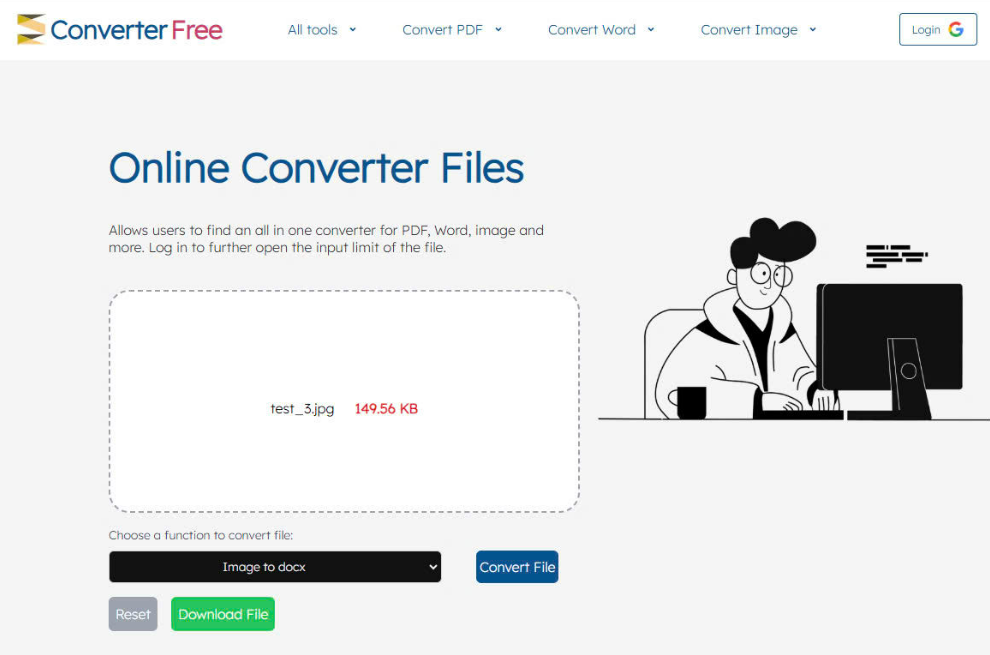 ConverterFree
All tools
Convert PDF
Convert Word
Convert Image
Login
Online Converter Files
Allows users to find an all in one converter for PDF, Word, image and
more. Log in to further open the input limit of the file.
test_3.jpg 149.56 KB
Choose a function to convert file:
Image to docx
Convert File
Reset
Download File